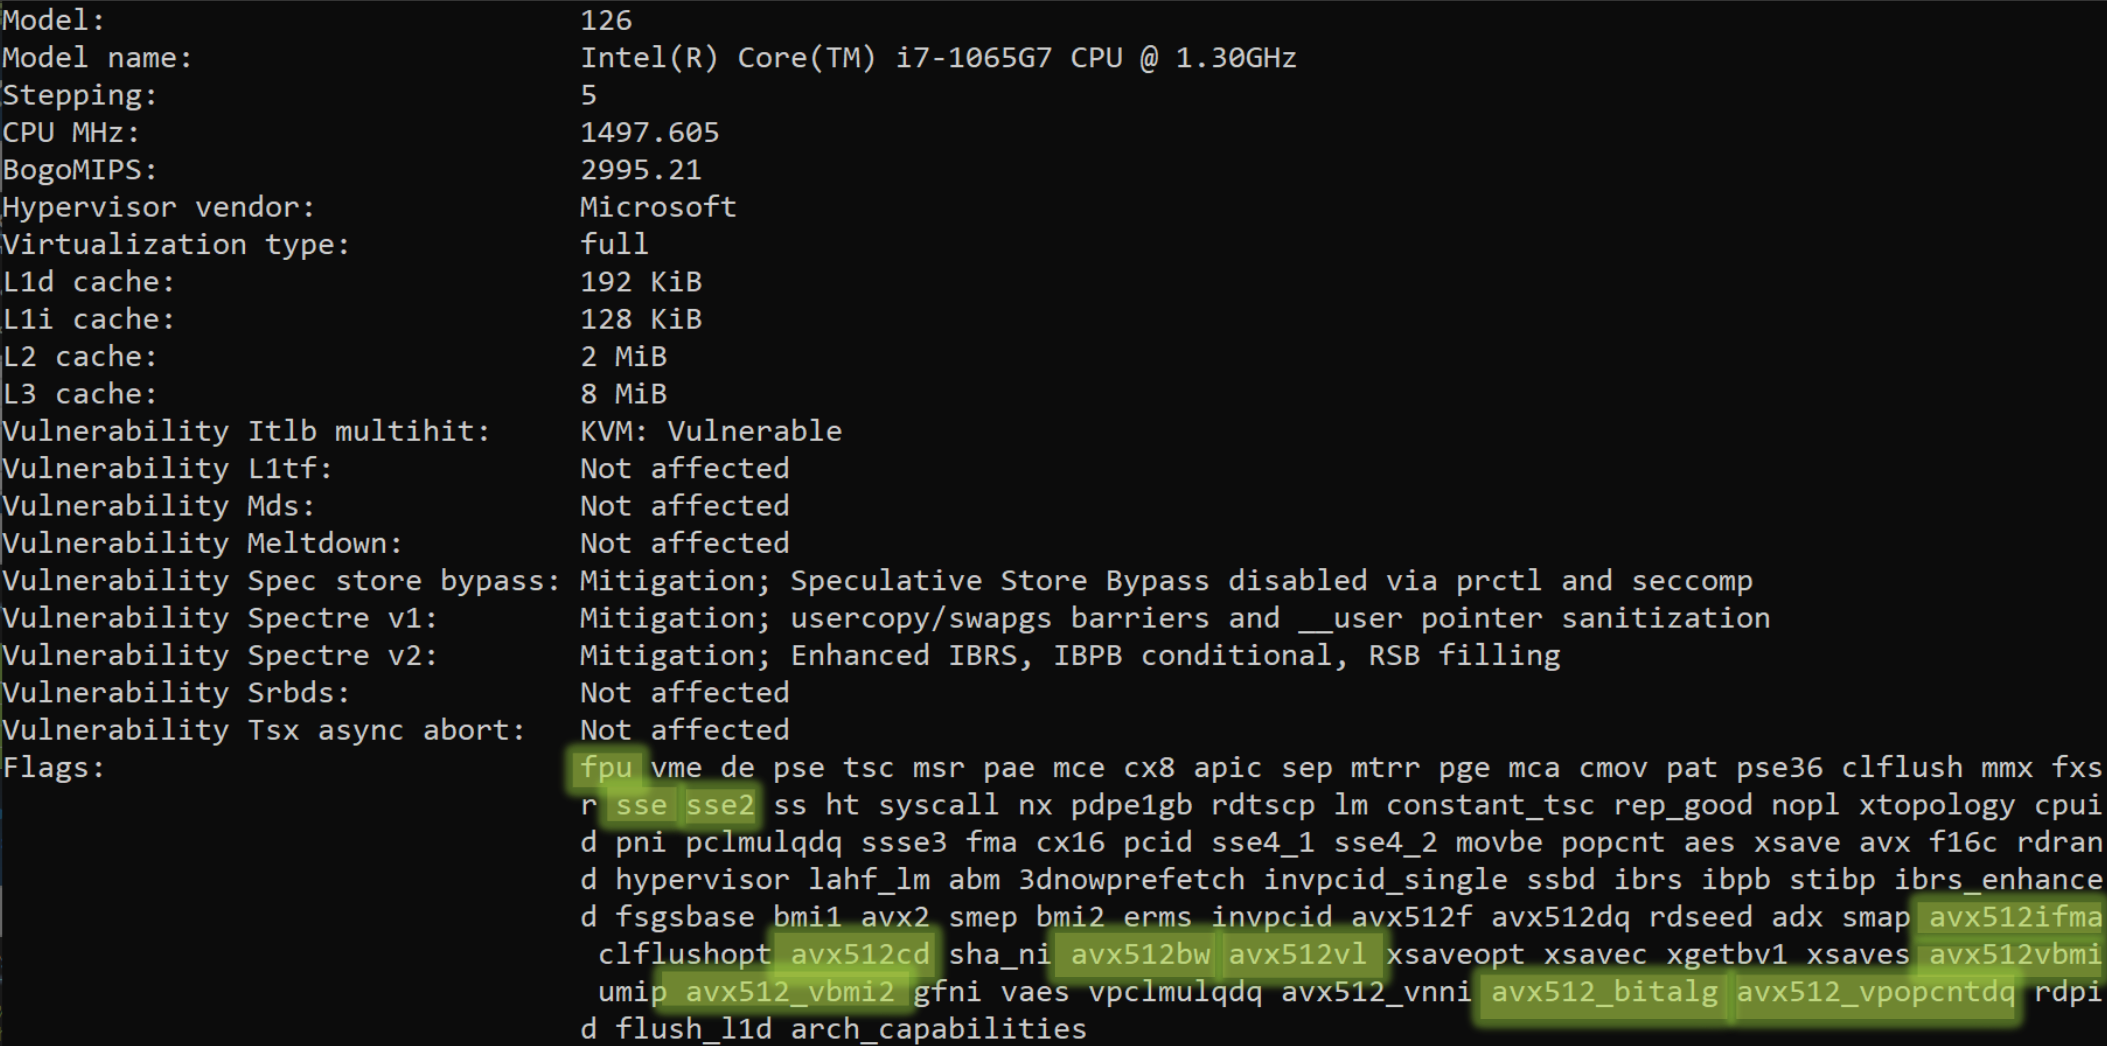 Model: 126
Model name: Intel(R) Core(TM) i7-1065G7 CPU @ 1.30GHz
Stepping: 5
CPU MHz: 1497.605
BogoMIPS: 2995.21
Hypervisor vendor: Microsoft
Virtualization type: full
L1d cache: 192 KiB
L1i cache: 128 KiB
L2 cache: 2 MiB
L3 cache: 8 MiB
Vulnerability Itlb multihit: KVM: Vulnerable
Vulnerability L1tf: Not affected
Vulnerability Mds: Not affected
Vulnerability Meltdown: Not affected
Vulnerability Spec store bypass: Mitigation; Speculative Store Bypass disabled via prctl and seccomp
Vulnerability Spectre v1: Mitigation; usercopy/swapgs barriers and __user pointer sanitization
Vulnerability Spectre v2: Mitigation; Enhanced IBRS, IBPB conditional, RSB filling
Vulnerability Srbds: Not affected
Vulnerability Tsx async abort: Not affected
Flags: fpu vme de pse tsc msr pae mce cx8 apic sep mtrr pge mca cmov pat pse36 clflush mmx fxs
r sse sse2 ss ht syscall nx pdpe1gb rdtscp lm constant_tsc rep_good nopl xtopology cpui
d pni pclmulqdq ssse3 fma cx16 pcid sse4_1 sse4_2 movbe popcnt aes xsave avx f16c rdran
d hypervisor lahf_lm abm 3dnowprefetch invpcid_single ssbd ibrs ibpb stibp ibrs_enhance
d fsgsbase bmi1 avx2 smep bmi2 erms invpcid avx512f avx512dq rdseed adx smap avx512ifma
clflushopt avx512cd sha_ni avx512bw avx512vl xsaveopt xsavec xgetbv1 xsaves avx512vbmi
umip avx512_vbmi2 gfni vaes vpclmulqdq avx512_vnni avx512_bitalg avx512_vpopcntdq rdpi
d flush_l1d arch_capabilities